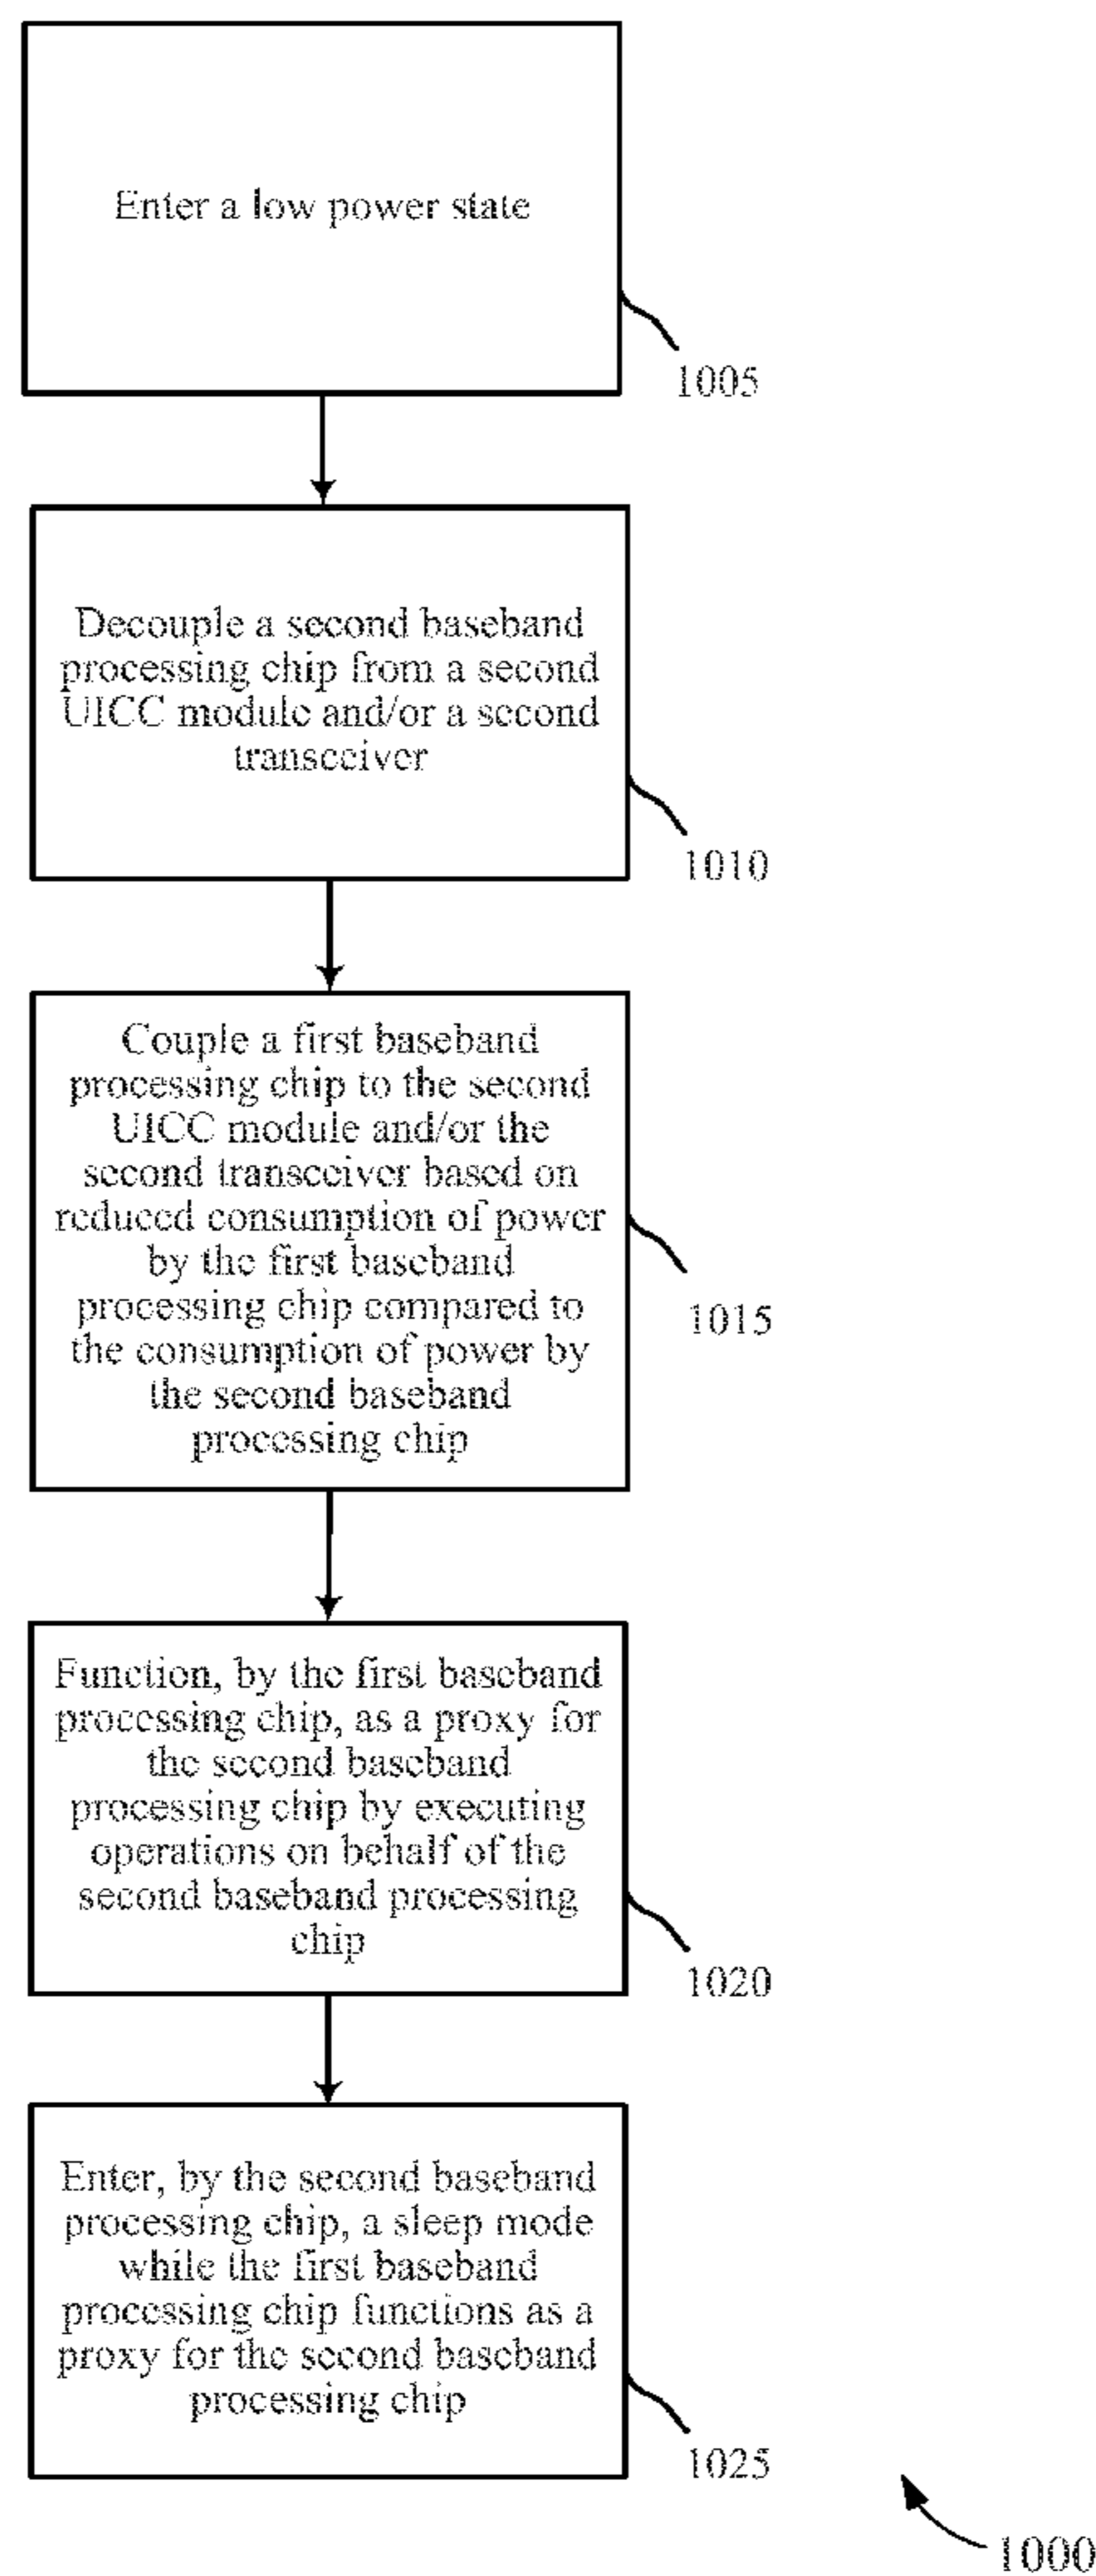 Enter a low power state
1005
Decouple a second baseband
processing chip from a second
UICC module and/or a second
transceiver
1010
Couple a first baseband
processing chip to the second
UICC module and/or the
second transceiver based on
reduced consumption of power
by the first baseband
processing chip compared to
the consumption of power by
the second baseband
processing chip
1015
Function, by the first baseband
processing chip, as a proxy for
the second baseband
processing chip by executing
operations on behalf of the
second baseband processing
chip
1020
Enter, by the second baseband
processing chip, a sleep mode
while the first baseband
processing chip functions as a
proxy for the second baseband
processing chip
1025
1000